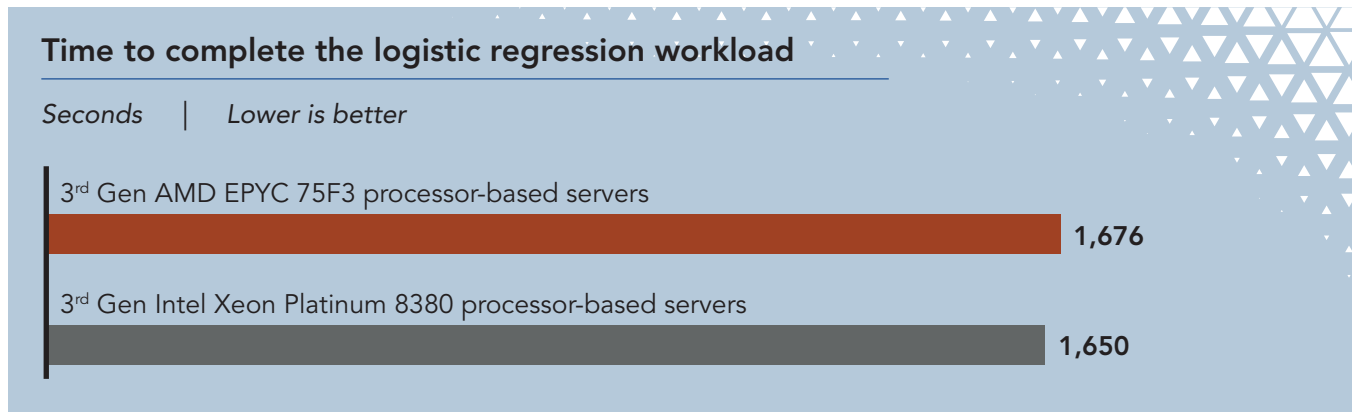 Time to complete the logistic regression workload
Seconds | Lower is better
3rd Gen AMD EPYC 75F3 processor-based servers
1,676
3rd Gen Intel Xeon Platinum 8380 processor-based servers
1,650